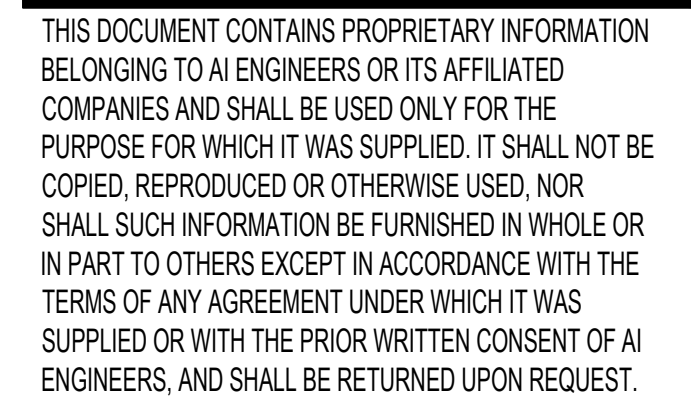 THIS DOCUMENT CONTAINS PROPRIETARY INFORMATION
BELONGING TO AI ENGINEERS OR ITS AFFILIATED
COMPANIES AND SHALL BE USED ONLY FOR THE
PURPOSE FOR WHICH IT WAS SUPPLIED. IT SHALL NOT BE
COPIED, REPRODUCED OR OTHERWISE USED, NOR
SHALL SUCH INFORMATION BE FURNISHED IN WHOLE OR
IN PART TO OTHERS EXCEPT IN ACCORDANCE WITH THE
TERMS OF ANY AGREEMENT UNDER WHICH IT WAS
SUPPLIED OR WITH THE PRIOR WRITTEN CONSENT OF AI
ENGINEERS, AND SHALL BE RETURNED UPON REQUEST.